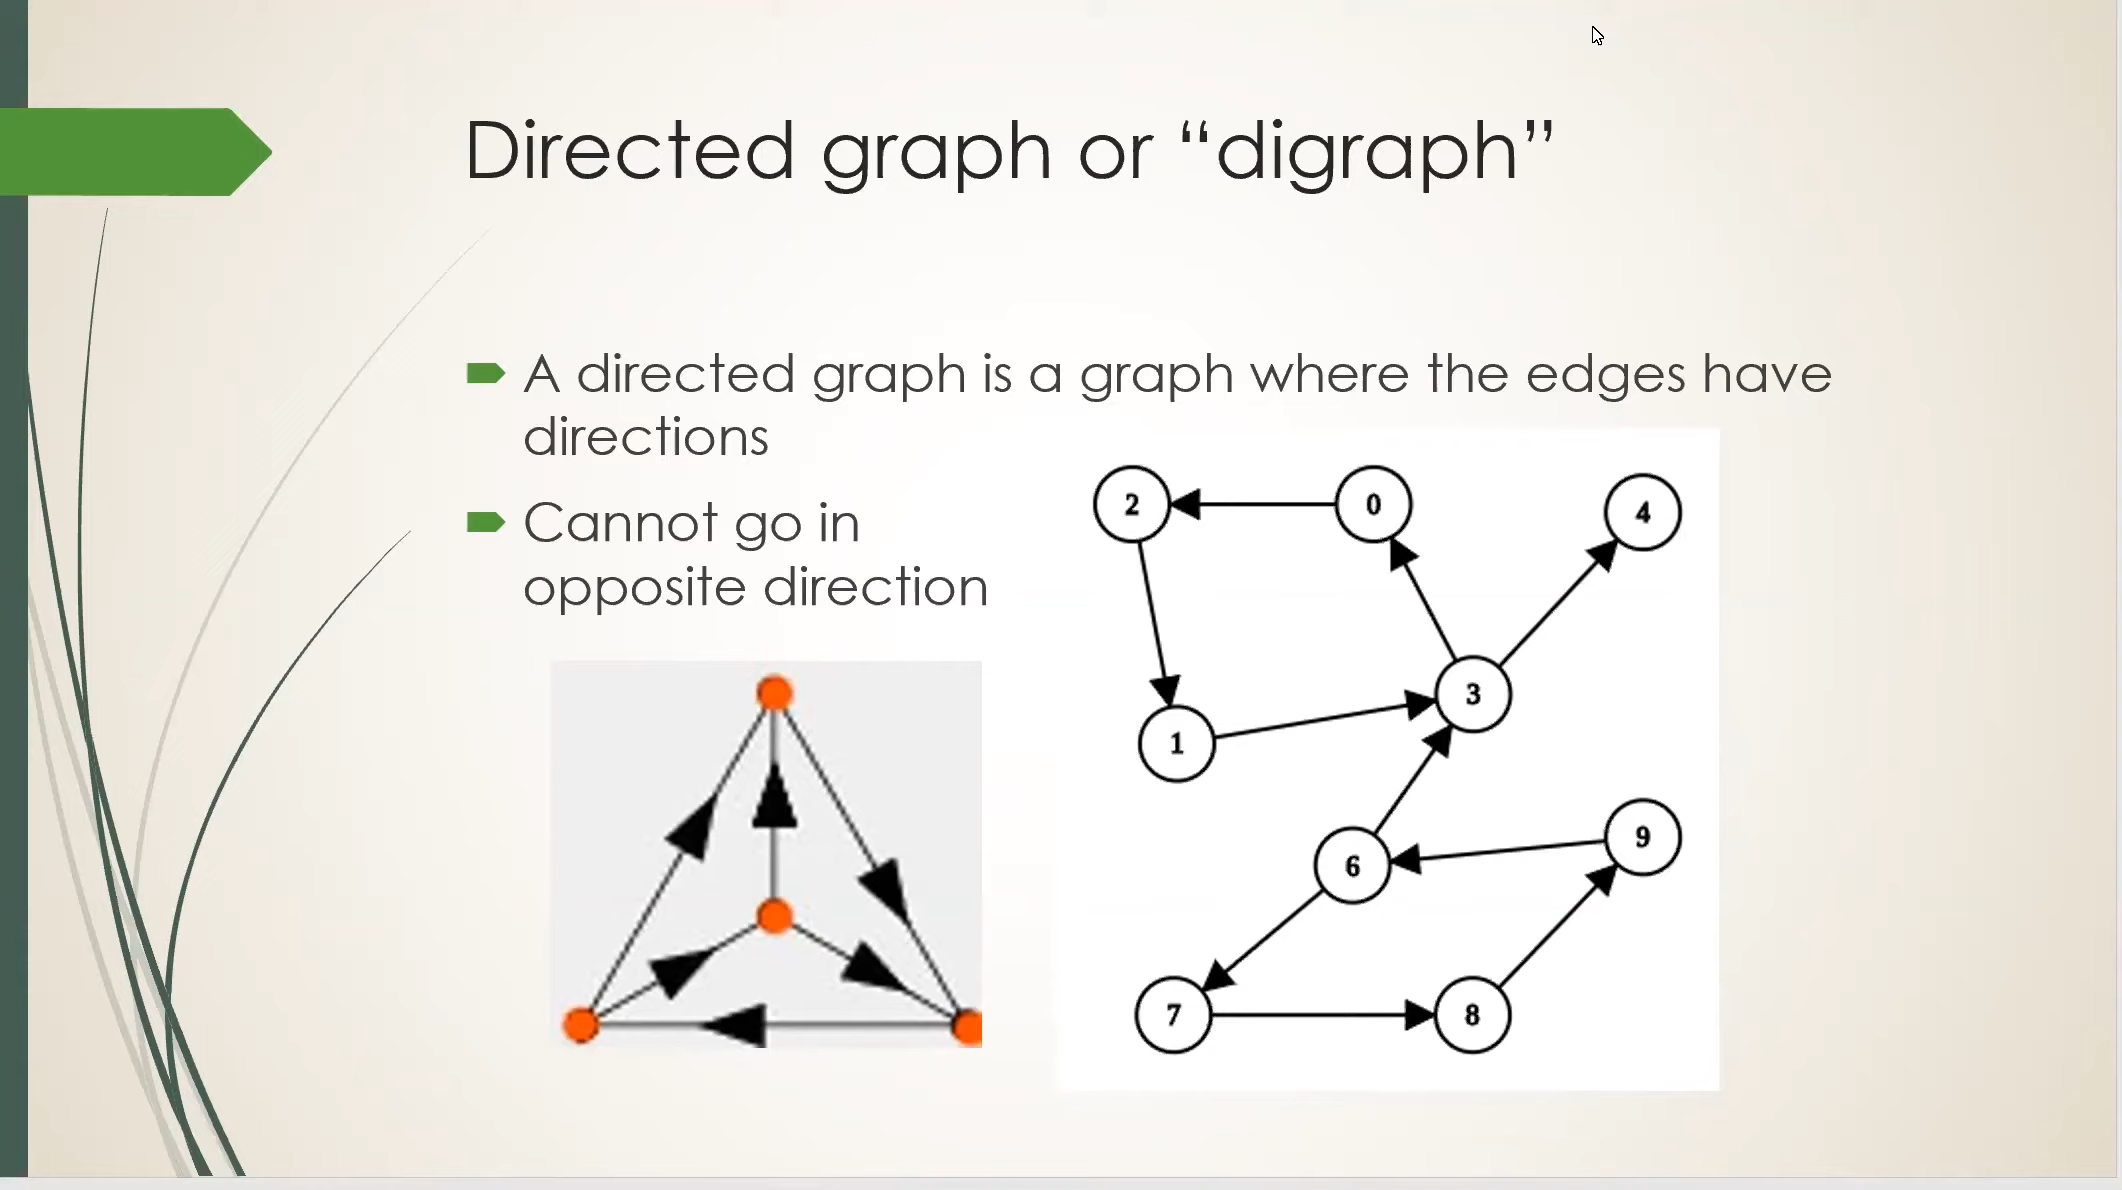 Directed graph or “digraph”
A directed graph is a graph where the edges have
directions
Cannot go in
opposite direction
2
0
4
3
1
9
6
7
8